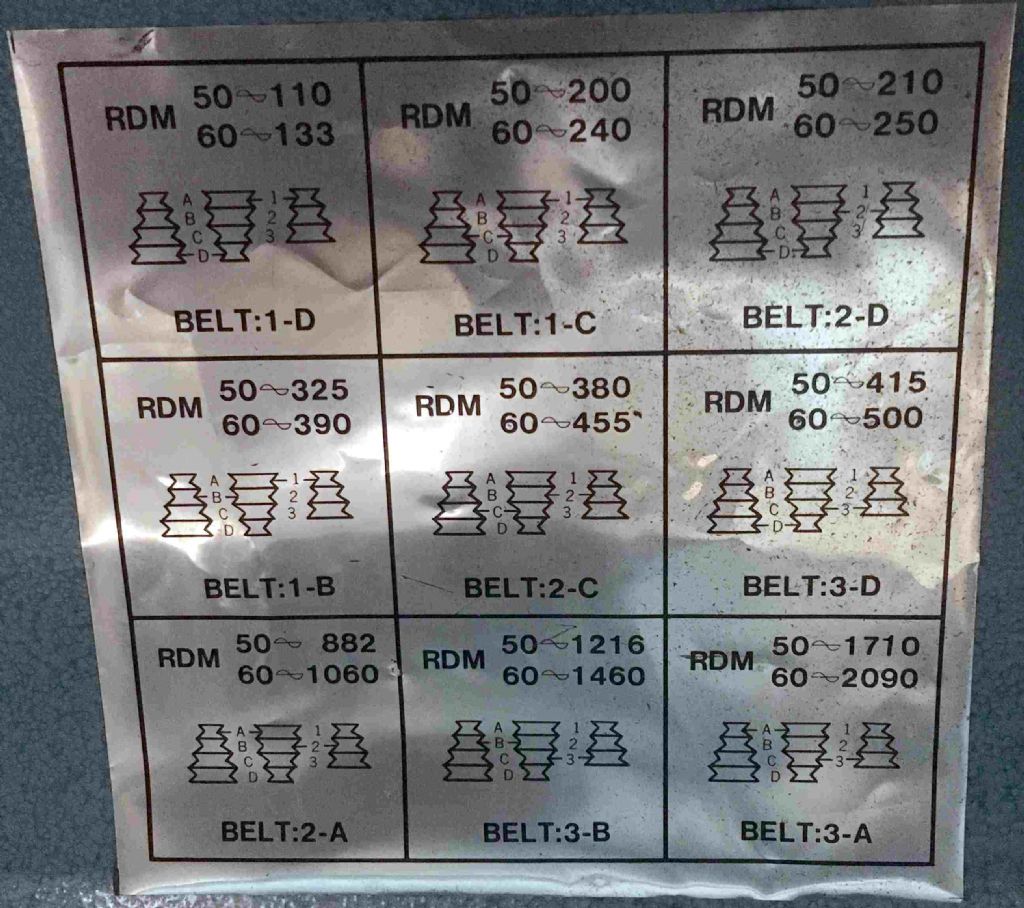 RDM 50~110
60~133
A 1
B 2
C 3
D
BELT:1-D
RDM 50~200
60~240
A 1
B 2
C 3
D
BELT:1-C
RDM 50~210
60~250
A 1
B 2
C 3
D
BELT:2-D
RDM 50~325
60~390
A 1
B 2
C 3
D
BELT:1-B
RDM 50~380
60~455
A 1
B 2
C 3
D
BELT:2-C
RDM 50~415
60~500
A 1
B 2
C 3
D
BELT:3-D
RDM 50~ 882
60~1060
A 1
B 2
C 3
D
BELT:2-A
RDM 50~1216
60~1460
A 1
B 2
C 3
D
BELT:3-B
RDM 50~1710
60~2090
A 1
B 2
C 3
D
BELT:3-A